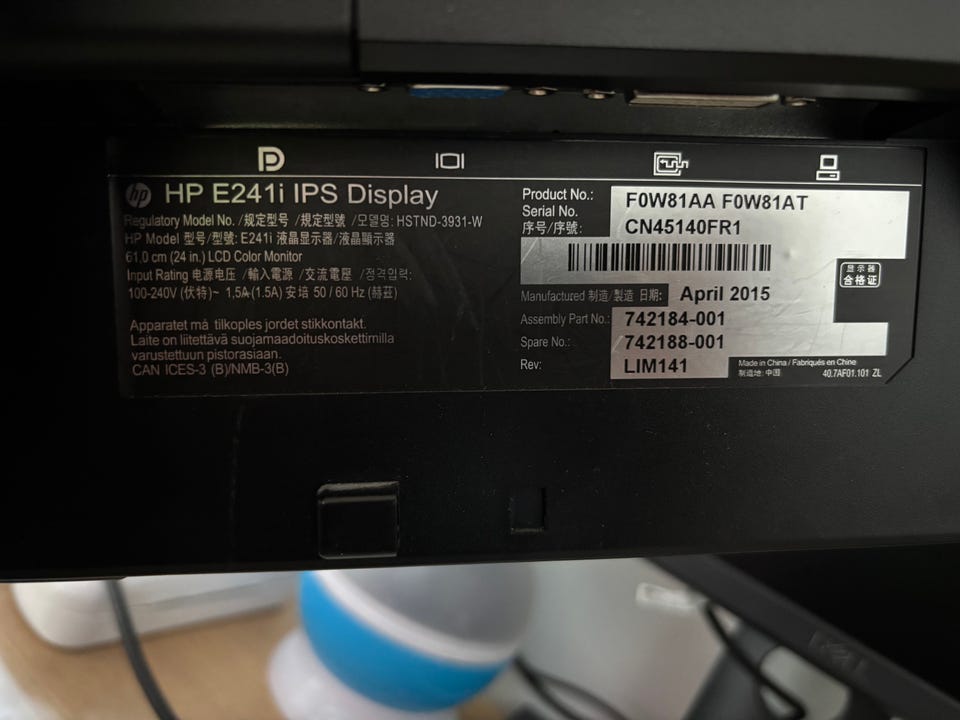 hp HP E241i IPS Display
Regulatory Model No. /规定型号 /規定型號 /모델명: HSTND-3931-W
HP Model 型号/型號: E241i 液晶显示器/液晶顯示器
61,0 cm (24 in.) LCD Color Monitor
Input Rating 电源电压 /輸入電源 /交流電壓 /정격입력:
100-240V (伏特)~ 1,5A(1.5A) 安培 50 / 60 Hz (赫茲)
Apparatet må tilkoples jordet stikkontakt.
Laite on liitettävä suojamaadoituskoskettimilla
varustettuun pistorasiaan.
CAN ICES-3 (B)/NMB-3(B)
Product No.: F0W81AA F0W81AT
Serial No.
序号/序號: CN45140FR1
显示器
合格证
Manufactured 制造/製造 日期: April 2015
Assembly Part No.: 742184-001
Spare No.: 742188-001
Rev: LIM141
Made in China / Fabriqués en Chine
制造地: 中国 40.7AF01.101 ZL
DELL